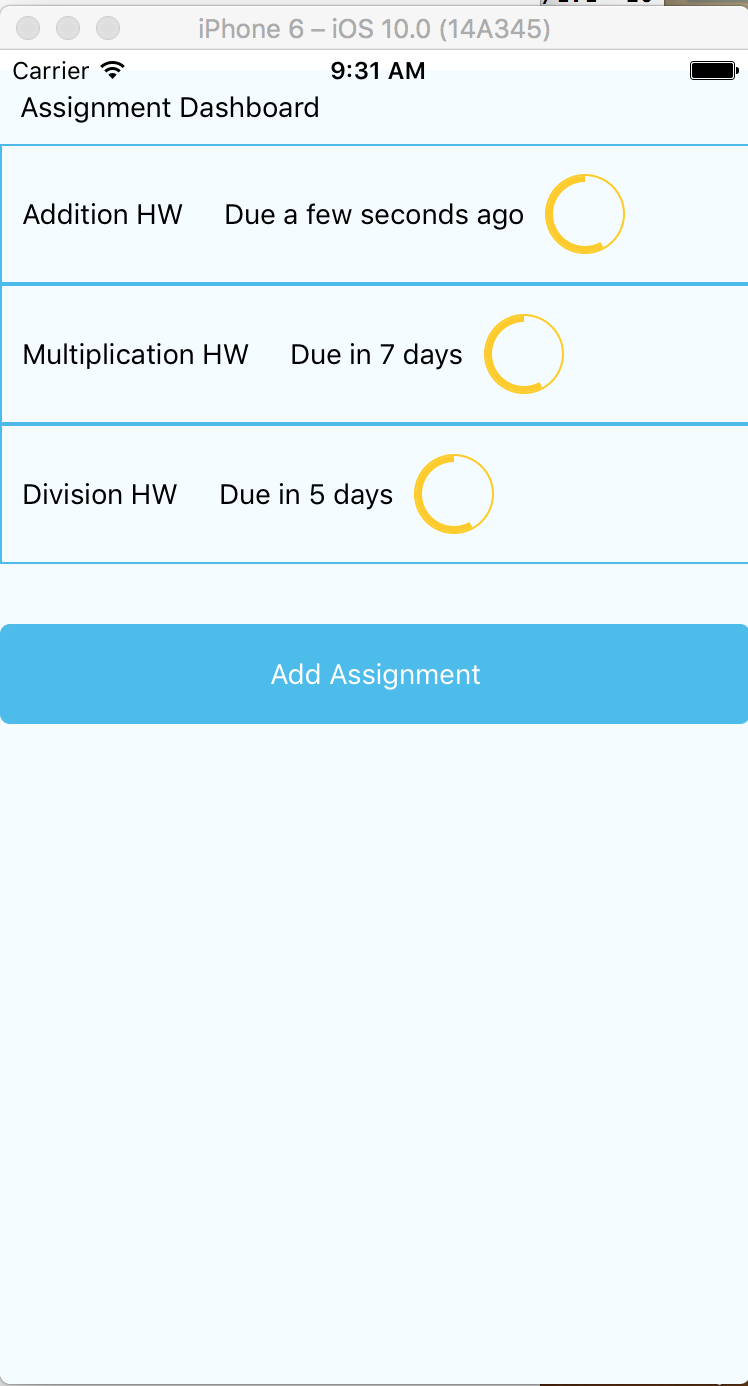 iPhone 6 – iOS 10.0 (14A345)
Carrier 9:31 AM
Assignment Dashboard
Addition HW Due a few seconds ago
Multiplication HW Due in 7 days
Division HW Due in 5 days
Add Assignment